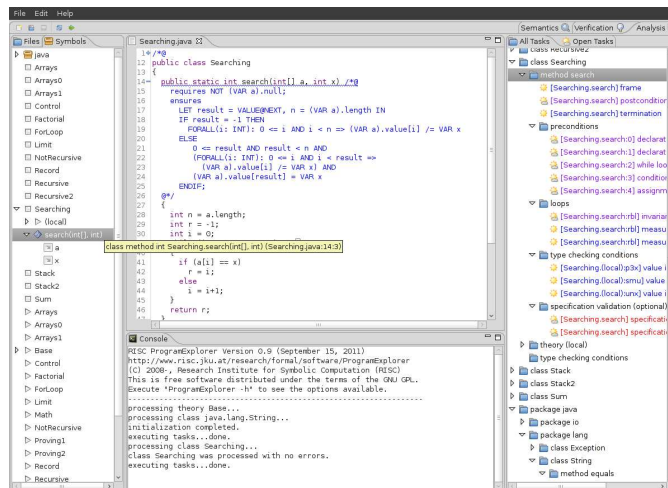 File Edit Help
Semantics Verification Analysis
Files Symbols
java
Arrays
Arrays0
Arrays1
Control
Factorial
ForLoop
Limit
NotRecursive
Record
Recursive
Recursive2
Searching
(local)
search(int[], int)
a
x
Stack
Stack2
Sum
Arrays
Arrays0
Arrays1
Base
Control
Factorial
ForLoop
Limit
Math
NotRecursive
Proving1
Proving2
Record
Recursive
Searching.java
1 /*@
12 public class Searching
13 {
14 public static int search(int[] a, int x) /*@
15 requires NOT (VAR a).null;
16 ensures
17 LET result = VALUE@NEXT, n = (VAR a).length IN
18 IF result = -1 THEN
19 FORALL(i: INT): 0 <= i AND i < n => (VAR a).value[i] /= VAR x
20 ELSE
21 0 <= result AND result < n AND
22 (FORALL(i: INT): 0 <= i AND i < result =>
23 (VAR a).value[i] /= VAR x) AND
24 (VAR a).value[result] = VAR x
25 ENDIF;
26 @*/
27 {
28 int n = a.length;
29 int r = -1;
30 int i = 0;
class method int Searching.search(int[], int) (Searching.java:14:3)
40 {
41 if (a[i] == x)
42 r = i;
43 else
44 i = i+1;
45 }
46 return r;
47 }
Console
RISC ProgramExplorer Version 0.9 (September 15, 2011)
http://www.risc.jku.at/research/formal/software/ProgramExplorer
(C) 2008-, Research Institute for Symbolic Computation (RISC)
This is free software distributed under the terms of the GNU GPL.
Execute "ProgramExplorer -h" to see the options available.
processing theory Base...
processing class java.lang.String...
initialization completed.
executing tasks...done.
processing class Searching...
class Searching was processed with no errors.
executing tasks...done.
All Tasks Open Tasks
class Recursive2
class Searching
method search
[Searching.search] frame
[Searching.search] postcondition
[Searching.search] termination
preconditions
[Searching.search:0] declarat
[Searching.search:1] declarat
[Searching.search:2] while loo
[Searching.search:3] condition
[Searching.search:4] assignm
loops
[Searching.search:rbl] invaria
[Searching.search:rbl] measu
[Searching.search:rbl] measu
type checking conditions
[Searching.(local):p3x] value i
[Searching.(local):smu] value
[Searching.(local):unx] value i
specification validation (optional)
[Searching.search] specificati
[Searching.search] specificati
theory (local)
type checking conditions
class Stack
class Stack2
class Sum
package java
package io
package lang
class Exception
class String
method equals